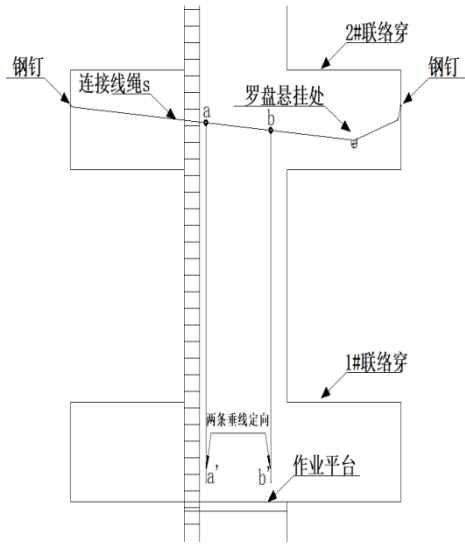 2#联络穿
钢钉
钢钉
连接线绳s
罗盘悬挂处
a
b
1#联络穿
两条垂线定向
作业平台
a'
b'